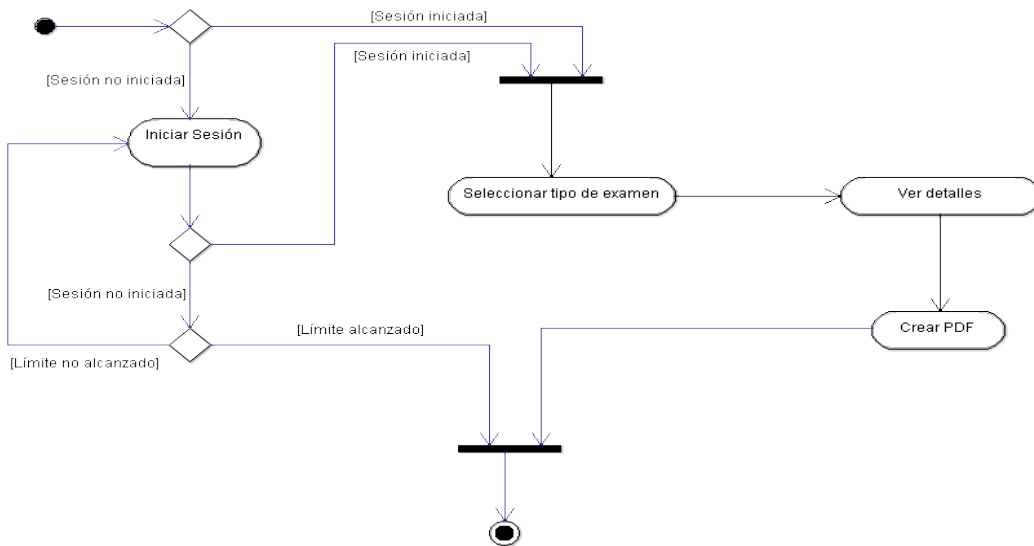 [Sesión iniciada]
[Sesión iniciada]
[Sesión no iniciada]
Iniciar Sesión
Seleccionar tipo de examen
Ver detalles
[Sesión no iniciada]
[Límite alcanzado]
Crear PDF
[Límite no alcanzado]